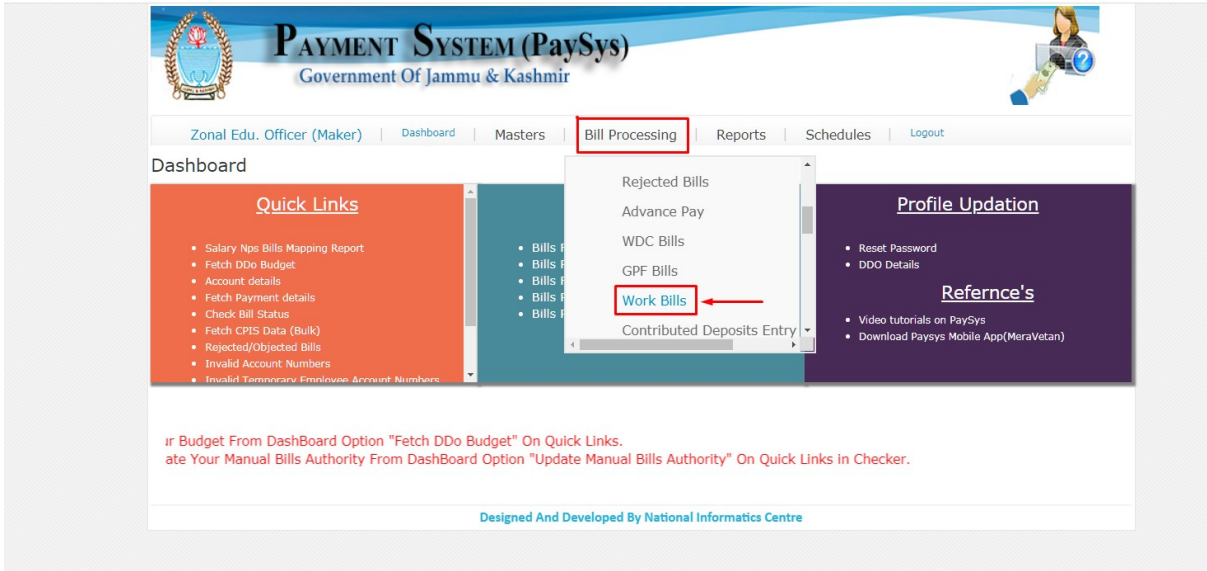 PAYMENT SYSTEM (PaySys)
Government Of Jammu & Kashmir
Zonal Edu. Officer (Maker) | Dashboard | Masters | Bill Processing | Reports | Schedules | Logout
Dashboard
Quick Links
• Salary Nps Bills Mapping Report
• Fetch DDo Budget
• Account details
• Fetch Payment details
• Check Bill Status
• Fetch CPIS Data (Bulk)
• Rejected/Objected Bills
• Invalid Account Numbers
• Invalid Temporary Employee Account Numbers
• Bills
• Bills
• Bills
• Bills
• Bills
Rejected Bills
Advance Pay
WDC Bills
GPF Bills
Work Bills
Contributed Deposits Entry
Profile Updation
• Reset Password
• DDO Details
Refernce's
• Video tutorials on PaySys
• Download Paysys Mobile App(MeraVetan)
ur Budget From DashBoard Option "Fetch DDo Budget" On Quick Links.
ate Your Manual Bills Authority From DashBoard Option "Update Manual Bills Authority" On Quick Links in Checker.
Designed And Developed By National Informatics Centre